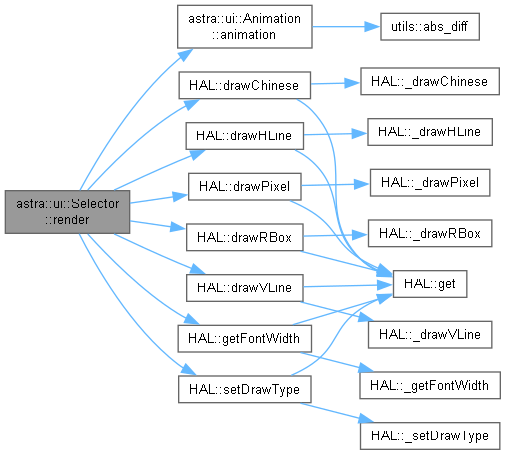 astra::ui::Selector
::render
astra::ui::Animation
::animation
HAL::drawChinese
HAL::drawHLine
HAL::drawPixel
HAL::drawRBox
HAL::drawVLine
HAL::getFontWidth
HAL::setDrawType
utils::abs_diff
HAL::_drawChinese
HAL::_drawHLine
HAL::_drawPixel
HAL::_drawRBox
HAL::get
HAL::_drawVLine
HAL::_getFontWidth
HAL::_setDrawType